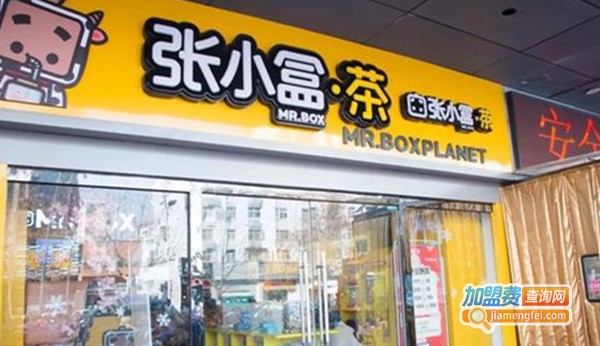 张小盒·茶
MR.BOX
张小盒·茶
MR.BOXPLANET
安全
加盟费查询网
jiamengfei.com